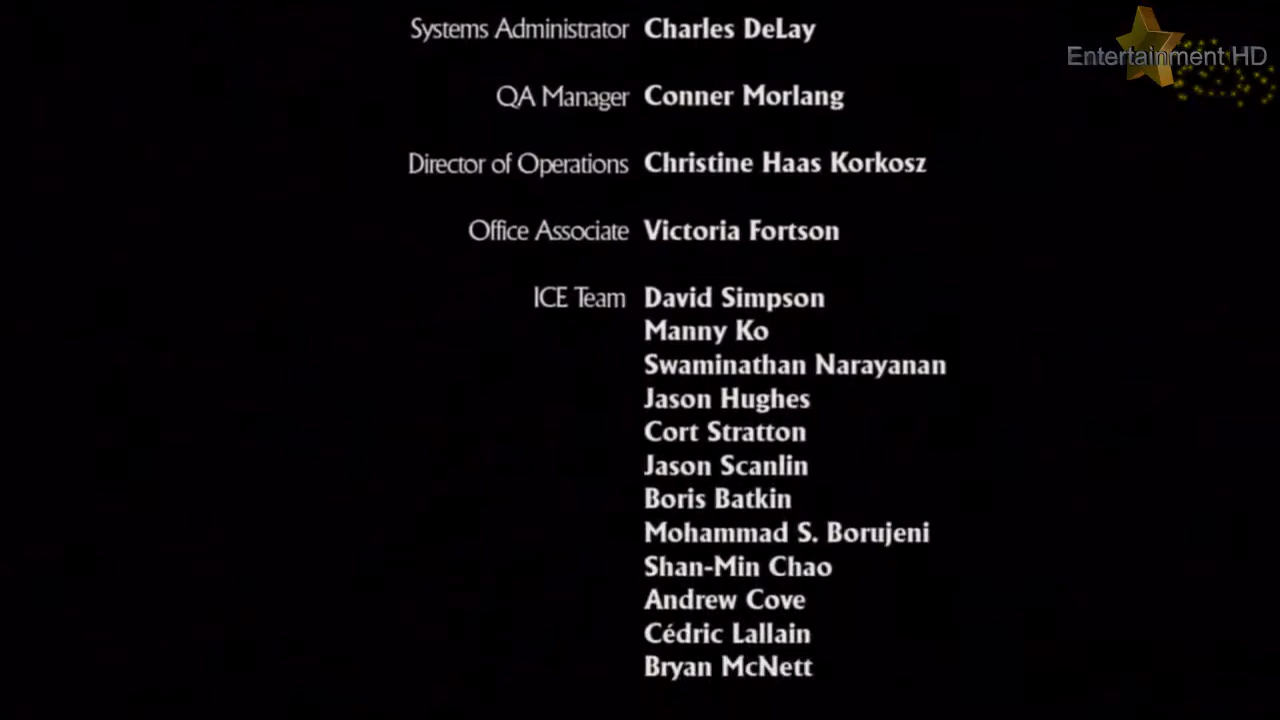 Systems Administrator Charles DeLay
Entertainment HD
QA Manager Conner Morlang
Director of Operations Christine Haas Korkosz
Office Associate Victoria Fortson
ICE Team David Simpson
Manny Ko
Swaminathan Narayanan
Jason Hughes
Cort Stratton
Jason Scanlin
Boris Batkin
Mohammad S. Borujeni
Shan-Min Chao
Andrew Cove
Cédric Lallain
Bryan McNett